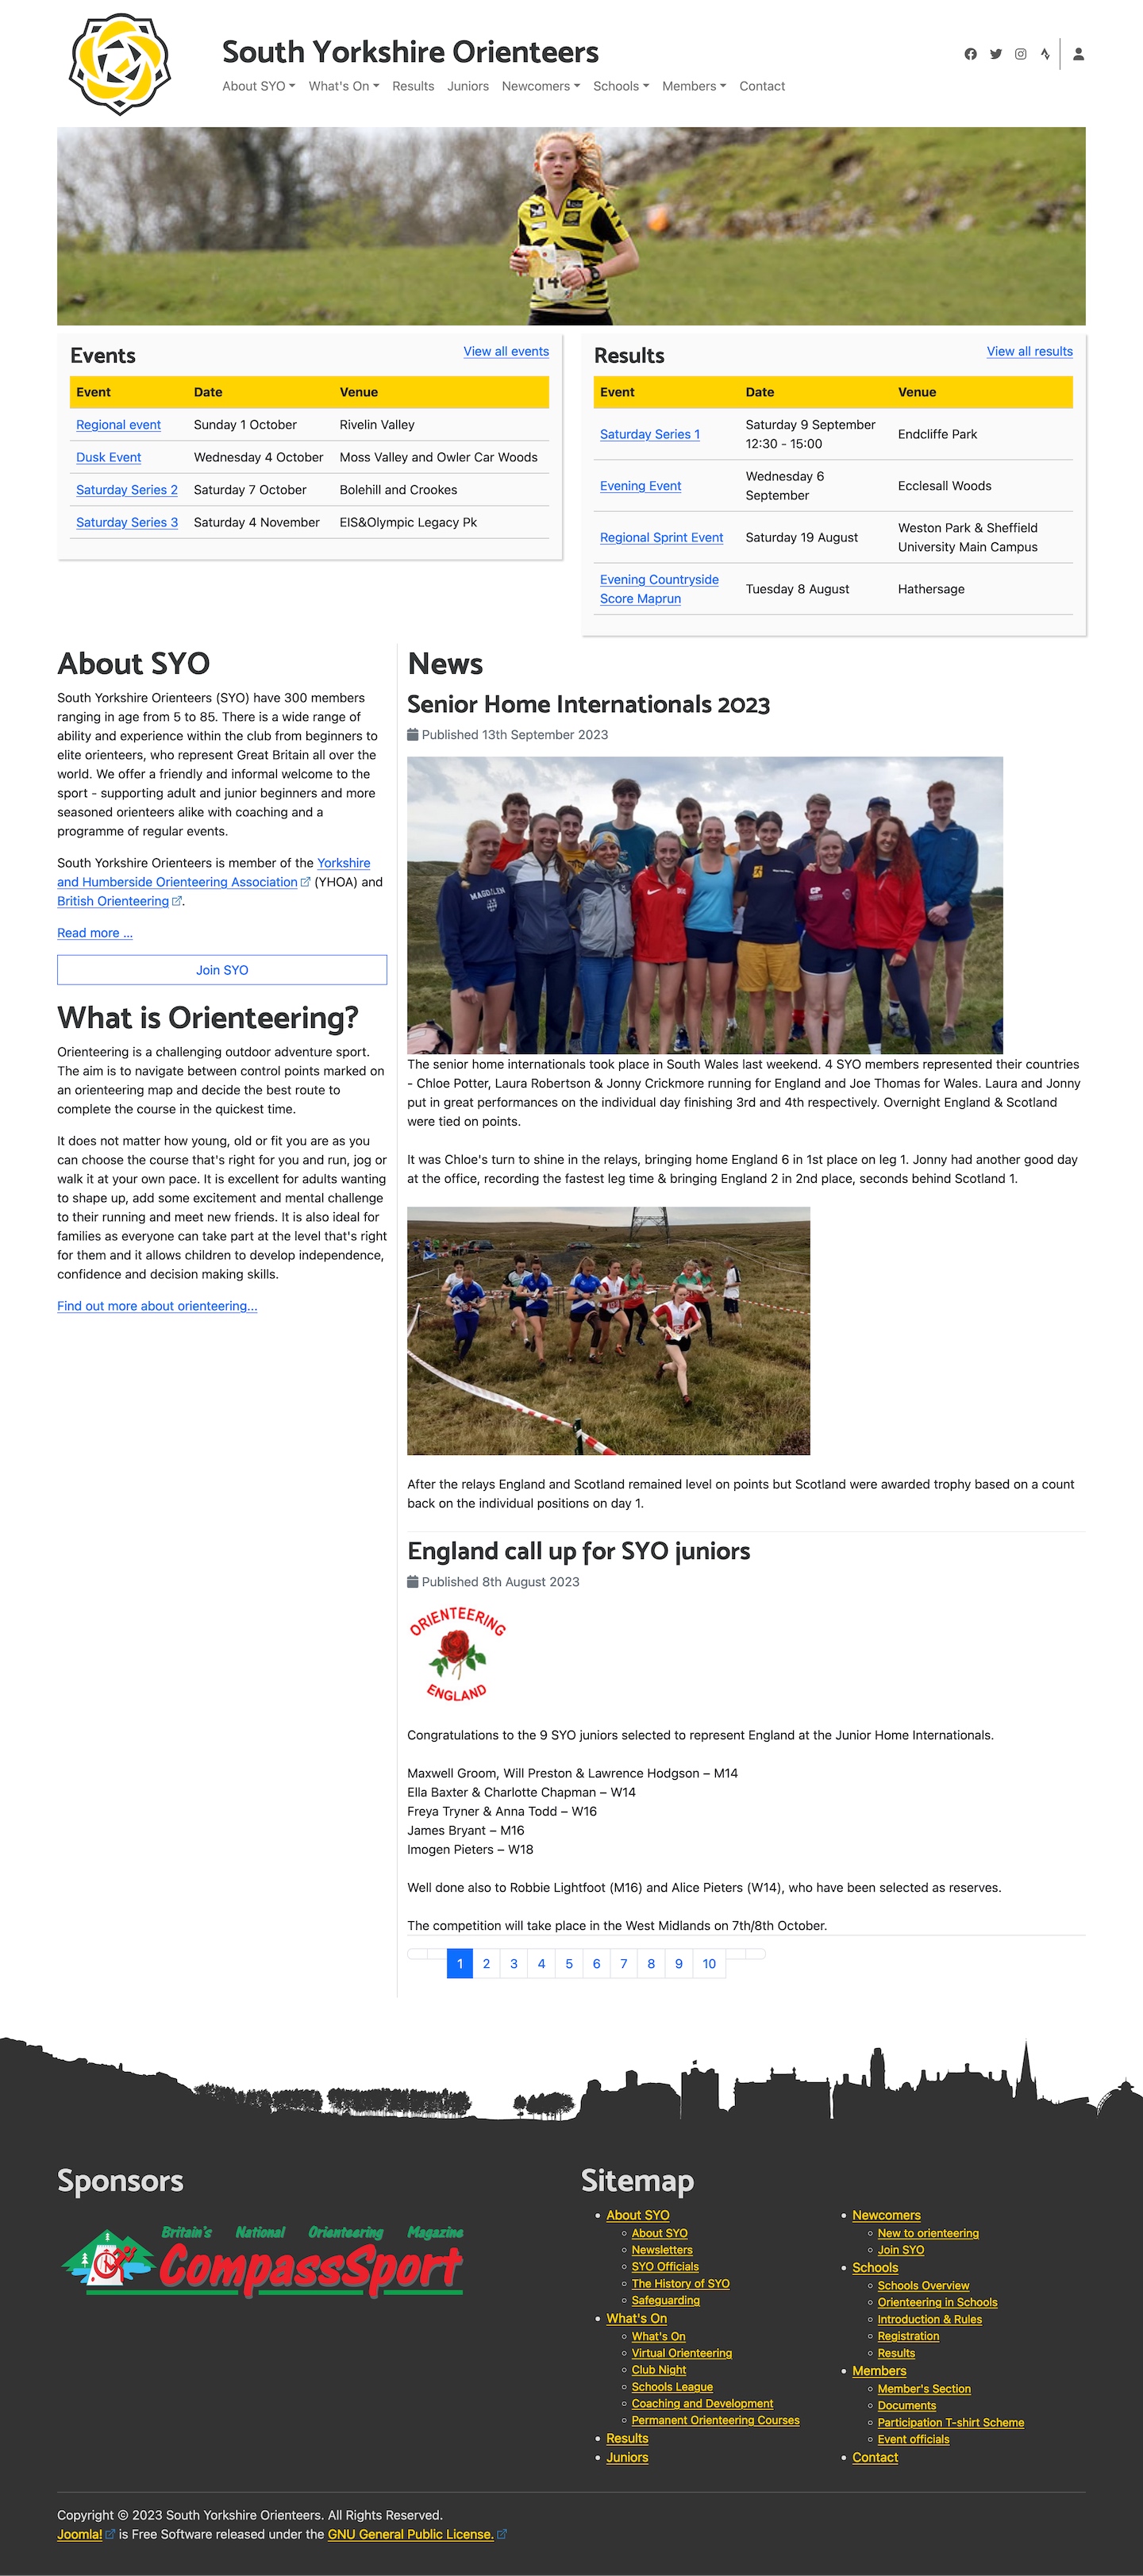 South Yorkshire Orienteers
About SYO What's On Results Juniors Newcomers Schools Members Contact
Events
View all events
Event Date Venue
Regional event Sunday 1 October Rivelin Valley
Dusk Event Wednesday 4 October Moss Valley and Owler Car Woods
Saturday Series 2 Saturday 7 October Bolehill and Crookes
Saturday Series 3 Saturday 4 November EIS&Olympic Legacy Pk
Results
View all results
Event Date Venue
Saturday Series 1 Saturday 9 September
12:30 - 15:00 Endcliffe Park
Evening Event Wednesday 6
September Ecclesall Woods
Regional Sprint Event Saturday 19 August Weston Park & Sheffield
University Main Campus
Evening Countryside
Score Maprun Tuesday 8 August Hathersage
About SYO
South Yorkshire Orienteers (SYO) have 300 members
ranging in age from 5 to 85. There is a wide range of
ability and experience within the club from beginners to
elite orienteers, who represent Great Britain all over the
world. We offer a friendly and informal welcome to the
sport - supporting adult and junior beginners and more
seasoned orienteers alike with coaching and a
programme of regular events.
South Yorkshire Orienteers is member of the Yorkshire
and Humberside Orienteering Association (YHOA) and
British Orienteering.
Read more ...
Join SYO
What is Orienteering?
Orienteering is a challenging outdoor adventure sport.
The aim is to navigate between control points marked on
an orienteering map and decide the best route to
complete the course in the quickest time.
It does not matter how young, old or fit you are as you
can choose the course that's right for you and run, jog or
walk it at your own pace. It is excellent for adults wanting
to shape up, add some excitement and mental challenge
to their running and meet new friends. It is also ideal for
families as everyone can take part at the level that's right
for them and it allows children to develop independence,
confidence and decision making skills.
Find out more about orienteering...
News
Senior Home Internationals 2023
Published 13th September 2023
MAGDALEN
The senior home internationals took place in South Wales last weekend. 4 SYO members represented their countries
- Chloe Potter, Laura Robertson & Jonny Crickmore running for England and Joe Thomas for Wales. Laura and Jonny
put in great performances on the individual day finishing 3rd and 4th respectively. Overnight England & Scotland
were tied on points.
It was Chloe's turn to shine in the relays, bringing home England 6 in 1st place on leg 1. Jonny had another good day
at the office, recording the fastest leg time & bringing England 2 in 2nd place, seconds behind Scotland 1.
After the relays England and Scotland remained level on points but Scotland were awarded trophy based on a count
back on the individual positions on day 1.
England call up for SYO juniors
Published 8th August 2023
ORIENTEERING
ENGLAND
Congratulations to the 9 SYO juniors selected to represent England at the Junior Home Internationals.
Maxwell Groom, Will Preston & Lawrence Hodgson – M14
Ella Baxter & Charlotte Chapman – W14
Freya Tryner & Anna Todd – W16
James Bryant – M16
Imogen Pieters – W18
Well done also to Robbie Lightfoot (M16) and Alice Pieters (W14), who have been selected as reserves.
The competition will take place in the West Midlands on 7th/8th October.
1 2 3 4 5 6 7 8 9 10
Sponsors
Britain's National Orienteering Magazine
CompassSport
Sitemap
About SYO
About SYO
Newsletters
SYO Officials
The History of SYO
Safeguarding
What's On
What's On
Virtual Orienteering
Club Night
Schools League
Coaching and Development
Permanent Orienteering Courses
Results
Juniors
Newcomers
New to orienteering
Join SYO
Schools
Schools Overview
Orienteering in Schools
Introduction & Rules
Registration
Results
Members
Member's Section
Documents
Participation T-shirt Scheme
Event officials
Contact
Copyright © 2023 South Yorkshire Orienteers. All Rights Reserved.
Joomla! is Free Software released under the GNU General Public License.